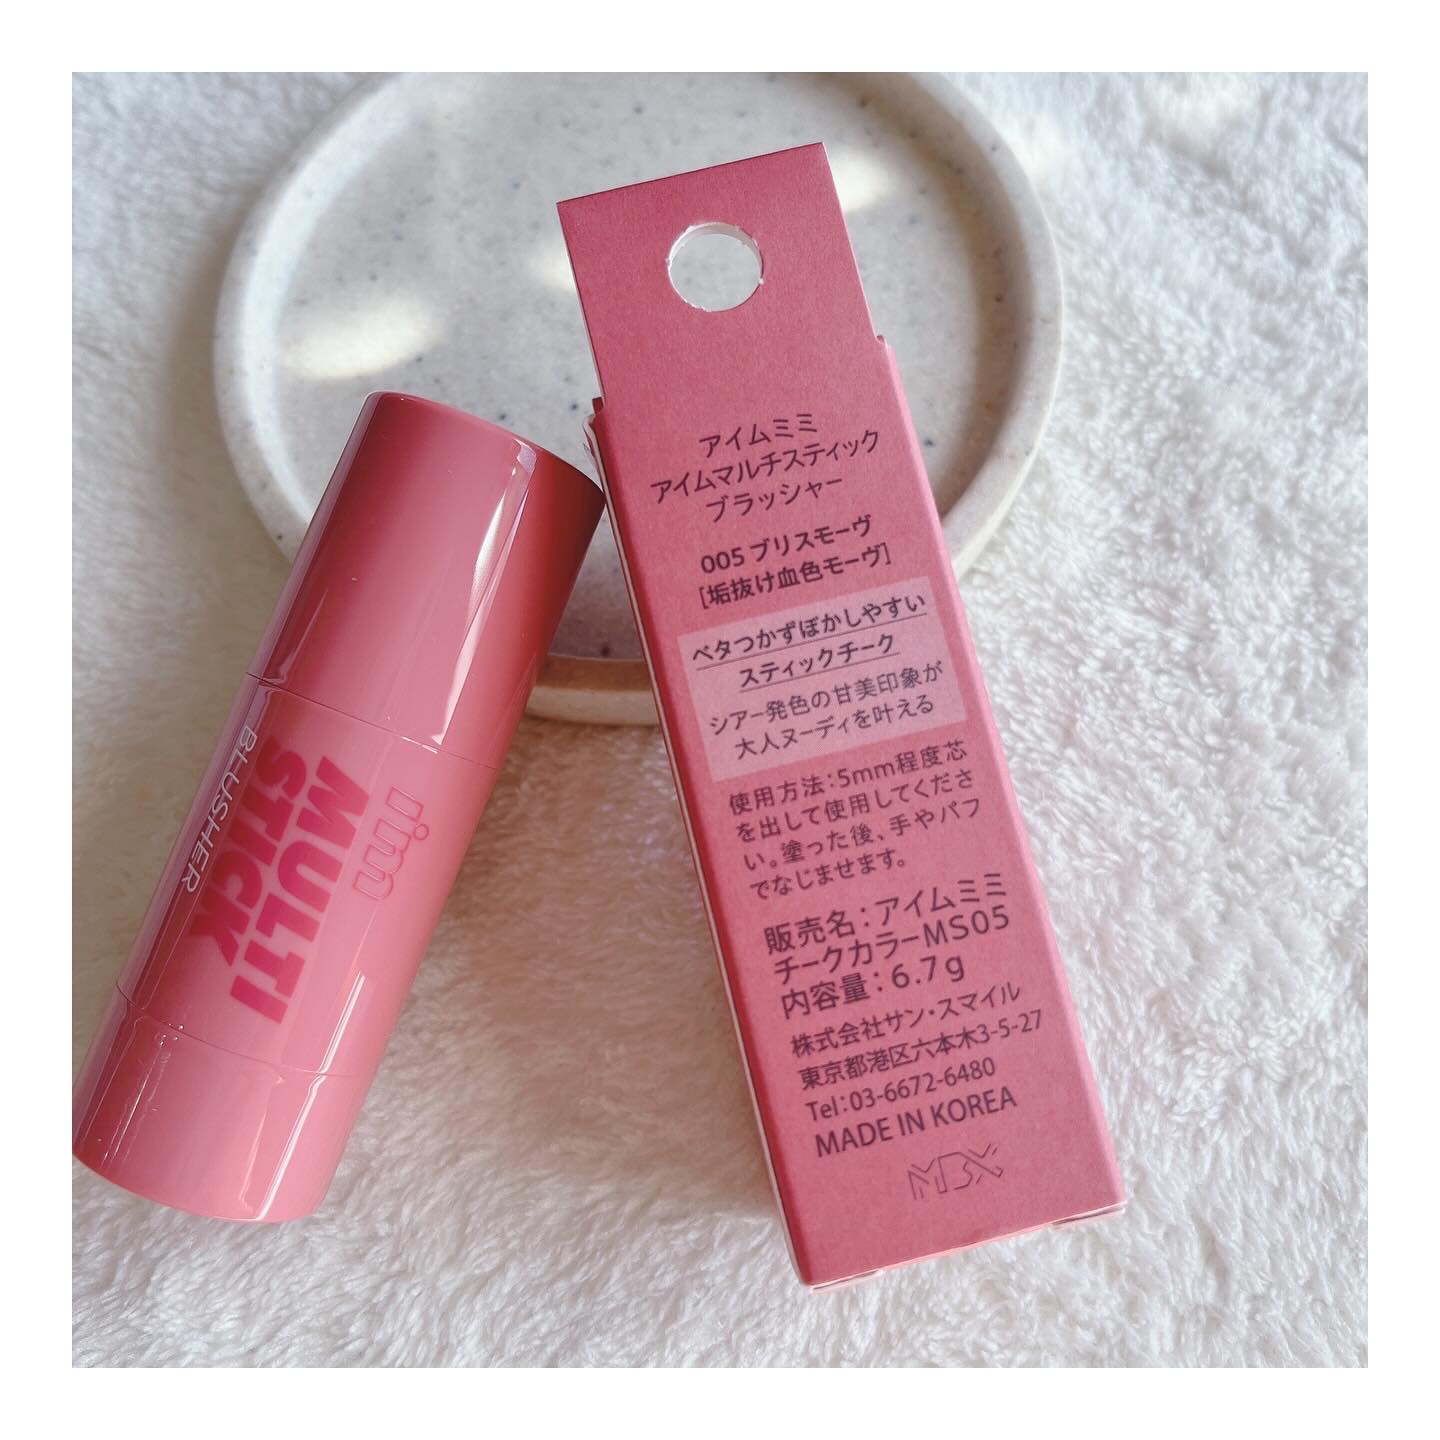 I'm
MULTI
STICK
BLUSHER
アイムミミ
アイムマルチスティック
ブラッシャー
005 ブリスモーヴ
[垢抜け血色モーヴ]
ベタつかずぼかしやすい
スティックチーク
シアー発色の甘美印象が
大人ヌーディを叶える
使用方法:5mm程度芯
を出して使用してくださ
い。塗った後、手やパフ
でなじませます。
販売名:アイムミミ
チークカラーMS05
内容量:6.7g
株式会社サン・スマイル
東京都港区六本木3-5-27
Tel:03-6672-6480
MADE IN KOREA
MBX